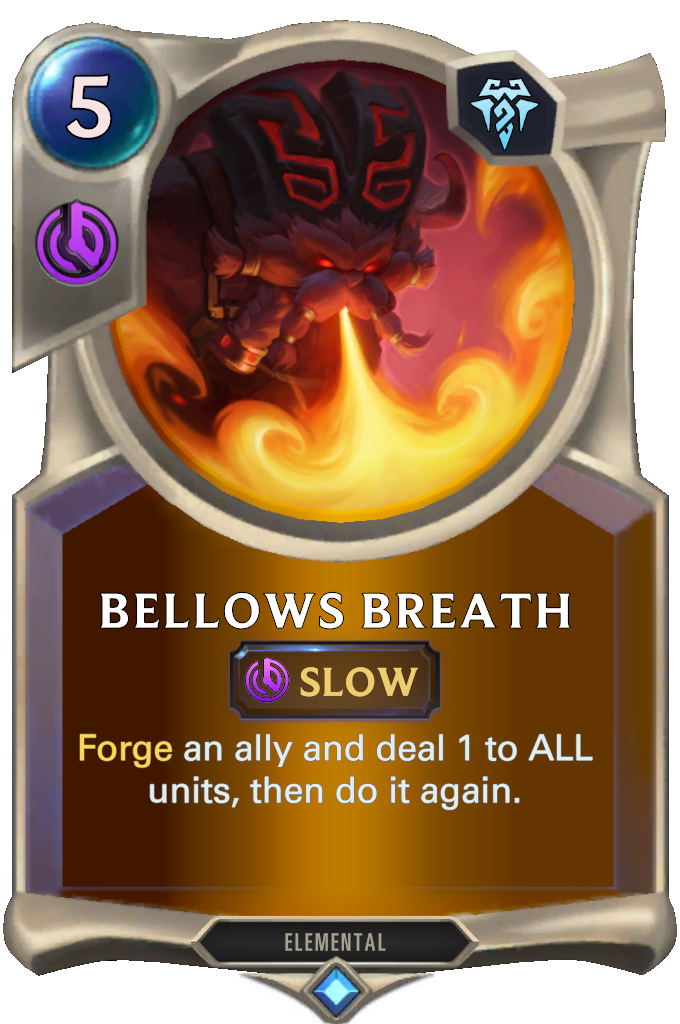 5
BELLOWS BREATH
SLOW
Forge an ally and deal 1 to ALL
units, then do it again.
ELEMENTAL